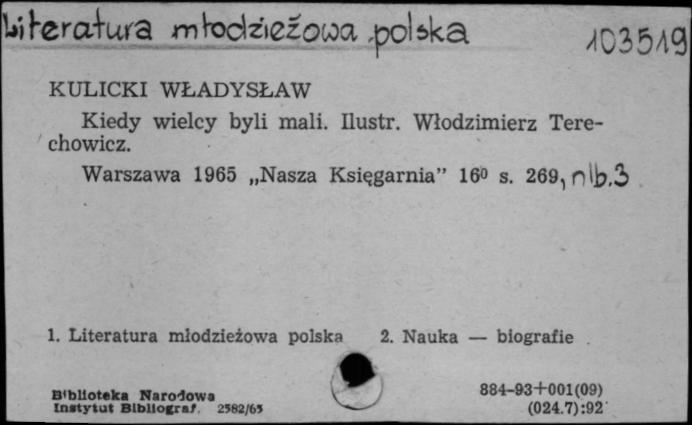 Literatura młodzieżowa polska 103519
KULICKI WŁADYSŁAW
Kiedy wielcy byli mali. Ilustr. Włodzimierz Tere-
chowicz.
Warszawa 1965 „Nasza Księgarnia” 16⁰ s. 269, nlb. 3
1. Literatura młodzieżowa polska 2. Nauka — biografie
Biblioteka Narodowa 884-93+001(09)
Instytut Bibliograf. 2582/65 (024.7):92